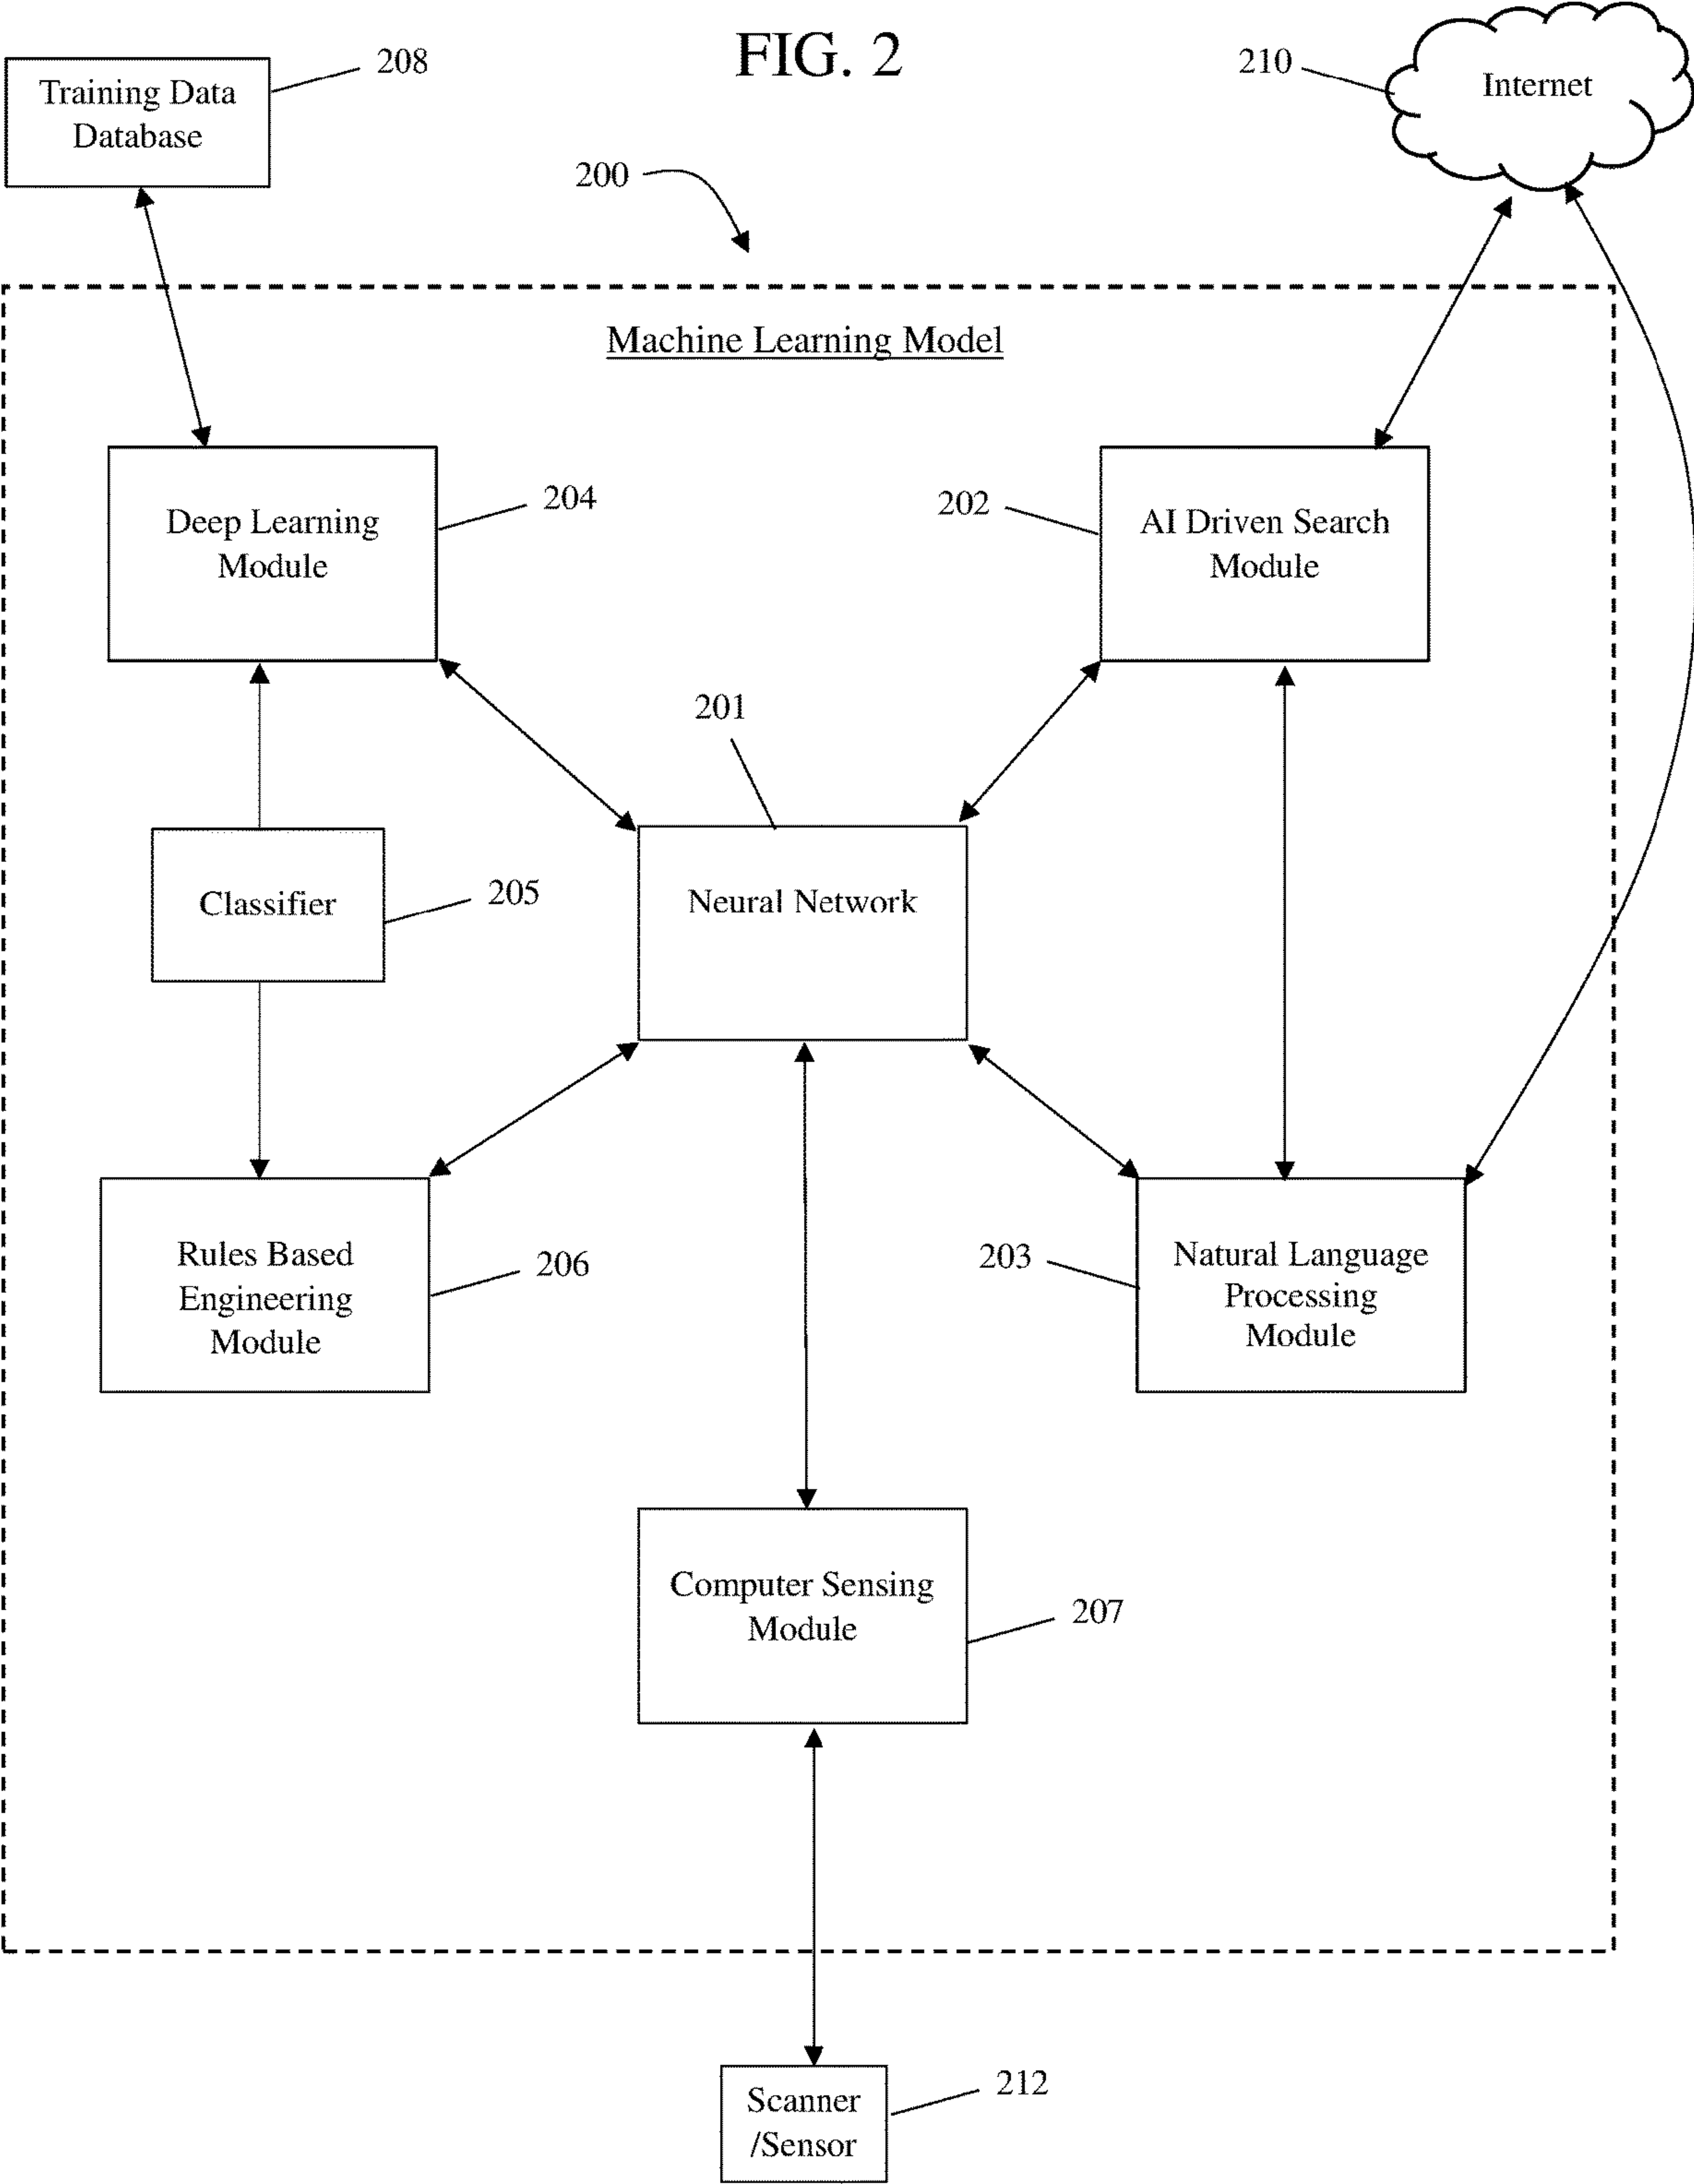 FIG. 2
208
Training Data
Database
210
Internet
200
Machine Learning Model
204
Deep Learning
Module
202
AI Driven Search
Module
201
Neural Network
205
Classifier
206
Rules Based
Engineering
Module
203
Natural Language
Processing
Module
207
Computer Sensing
Module
212
Scanner
/Sensor